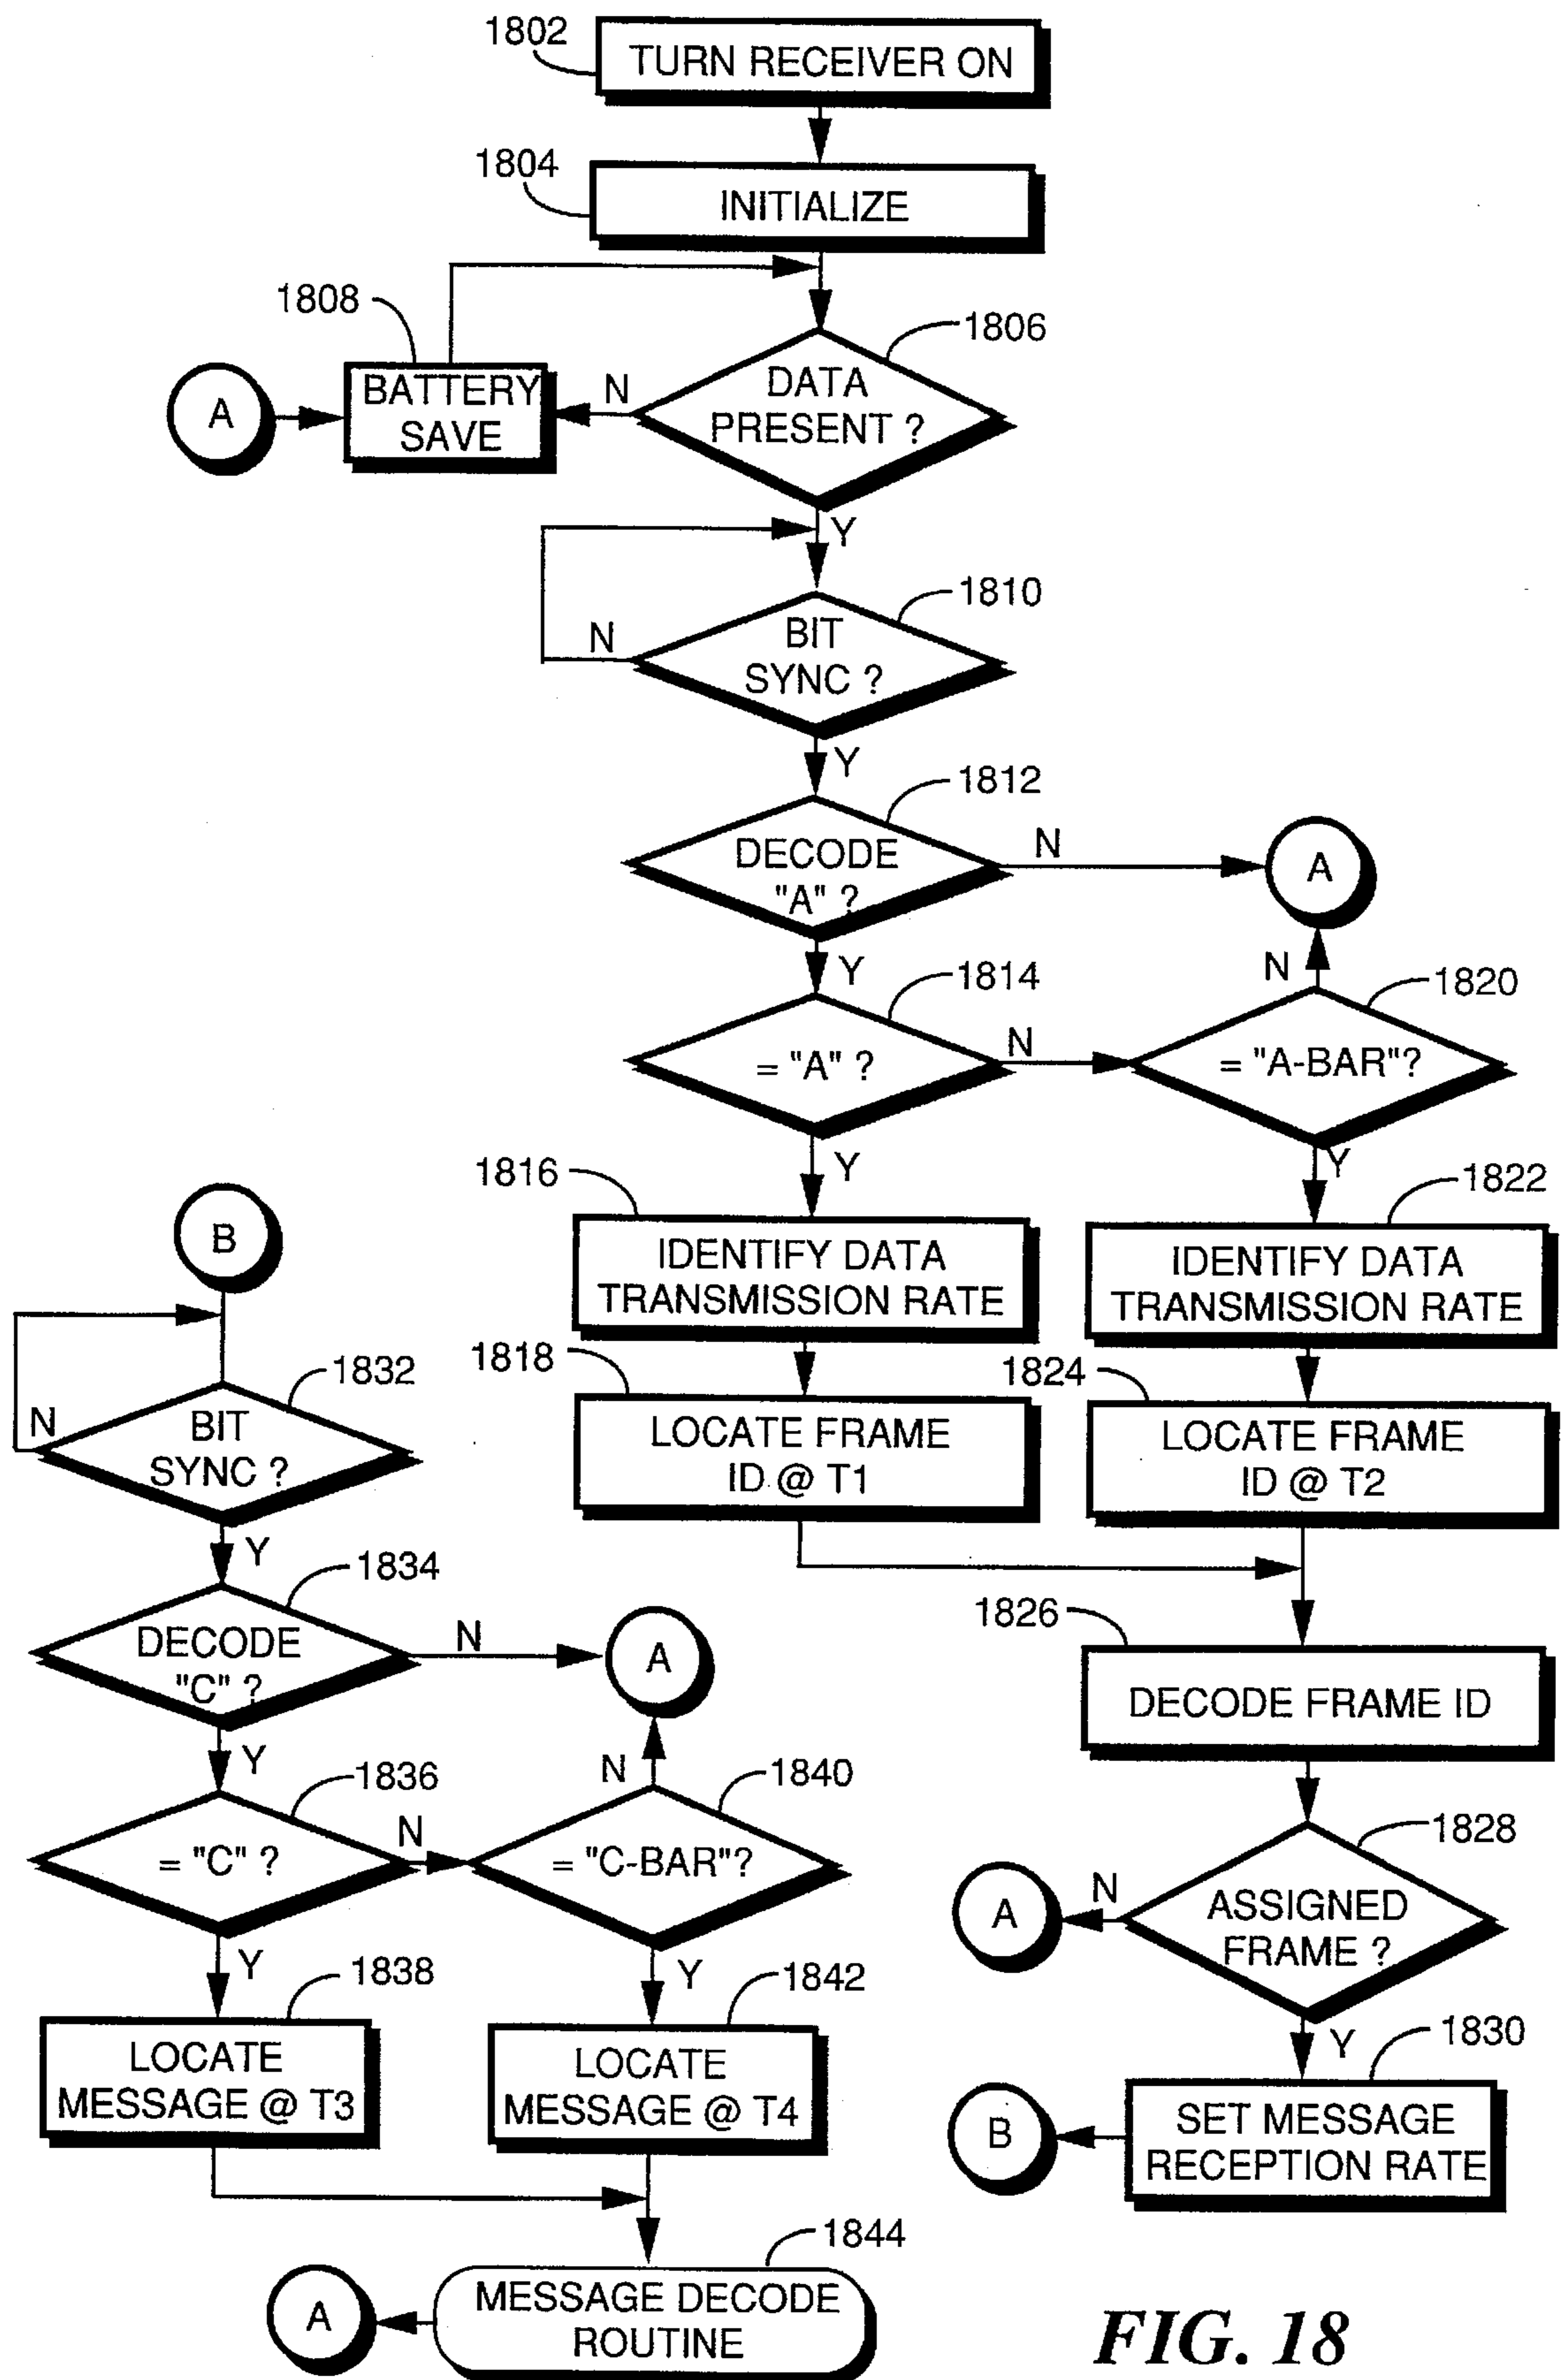 1802
TURN RECEIVER ON
1804
INITIALIZE
1808
1806
A
BATTERY
SAVE
N
DATA
PRESENT ?
Y
1810
N
BIT
SYNC ?
Y
1812
DECODE
"A" ?
N
A
Y
1814
N
1820
= "A" ?
N
= "A-BAR"?
Y
Y
1816
1822
IDENTIFY DATA
TRANSMISSION RATE
IDENTIFY DATA
TRANSMISSION RATE
1818
1824
LOCATE FRAME
ID @ T1
LOCATE FRAME
ID @ T2
1826
DECODE FRAME ID
1828
A
N
ASSIGNED
FRAME ?
Y
1830
B
SET MESSAGE
RECEPTION RATE
B
1832
N
BIT
SYNC ?
Y
1834
DECODE
"C" ?
N
A
Y
1836
N
1840
= "C" ?
N
= "C-BAR"?
Y
1838
Y
1842
LOCATE
MESSAGE @ T3
LOCATE
MESSAGE @ T4
1844
A
MESSAGE DECODE
ROUTINE
FIG. 18